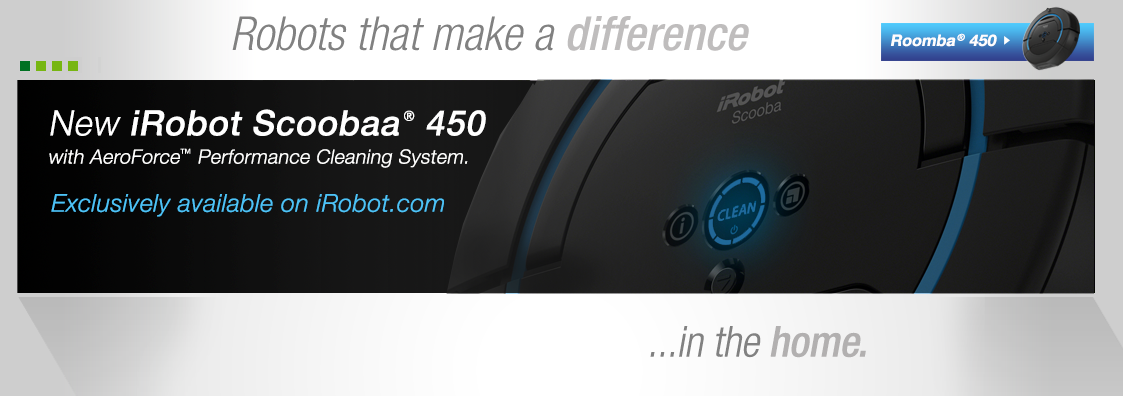 Robots that make a difference
Roomba® 450
New iRobot Scoobaa® 450
with AeroForce™ Performance Cleaning System.
Exclusively available on iRobot.com
iRobot
Scooba
CLEAN
i
...in the home.